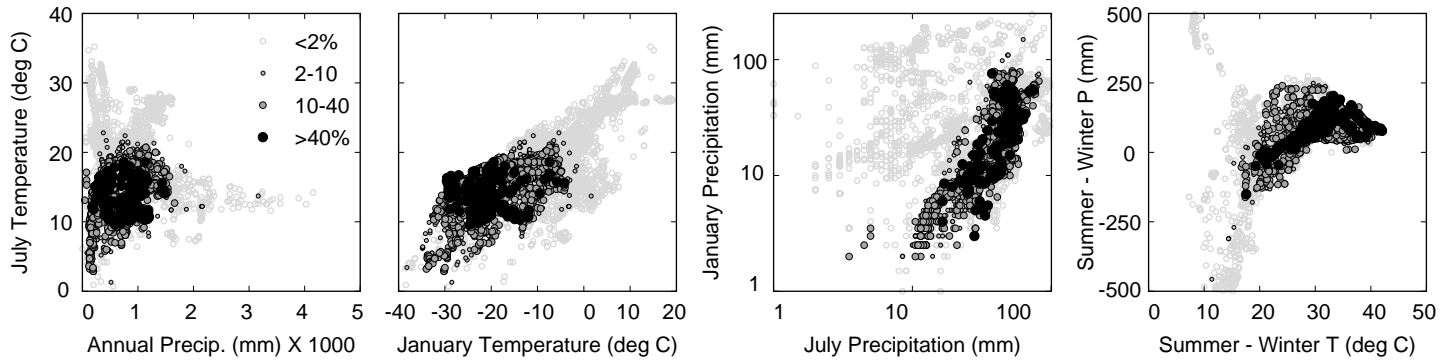 July Temperature (deg C)
40
30
20
10
0
<2%
2-10
10-40
>40%
0 1 2 3 4 5
Annual Precip. (mm) X 1000
-40 -30 -20 -10 0 10 20
January Temperature (deg C)
January Precipitation (mm)
100
10
1
1 10 100
July Precipitation (mm)
Summer - Winter P (mm)
500
250
0
-250
-500
0 10 20 30 40 50
Summer - Winter T (deg C)